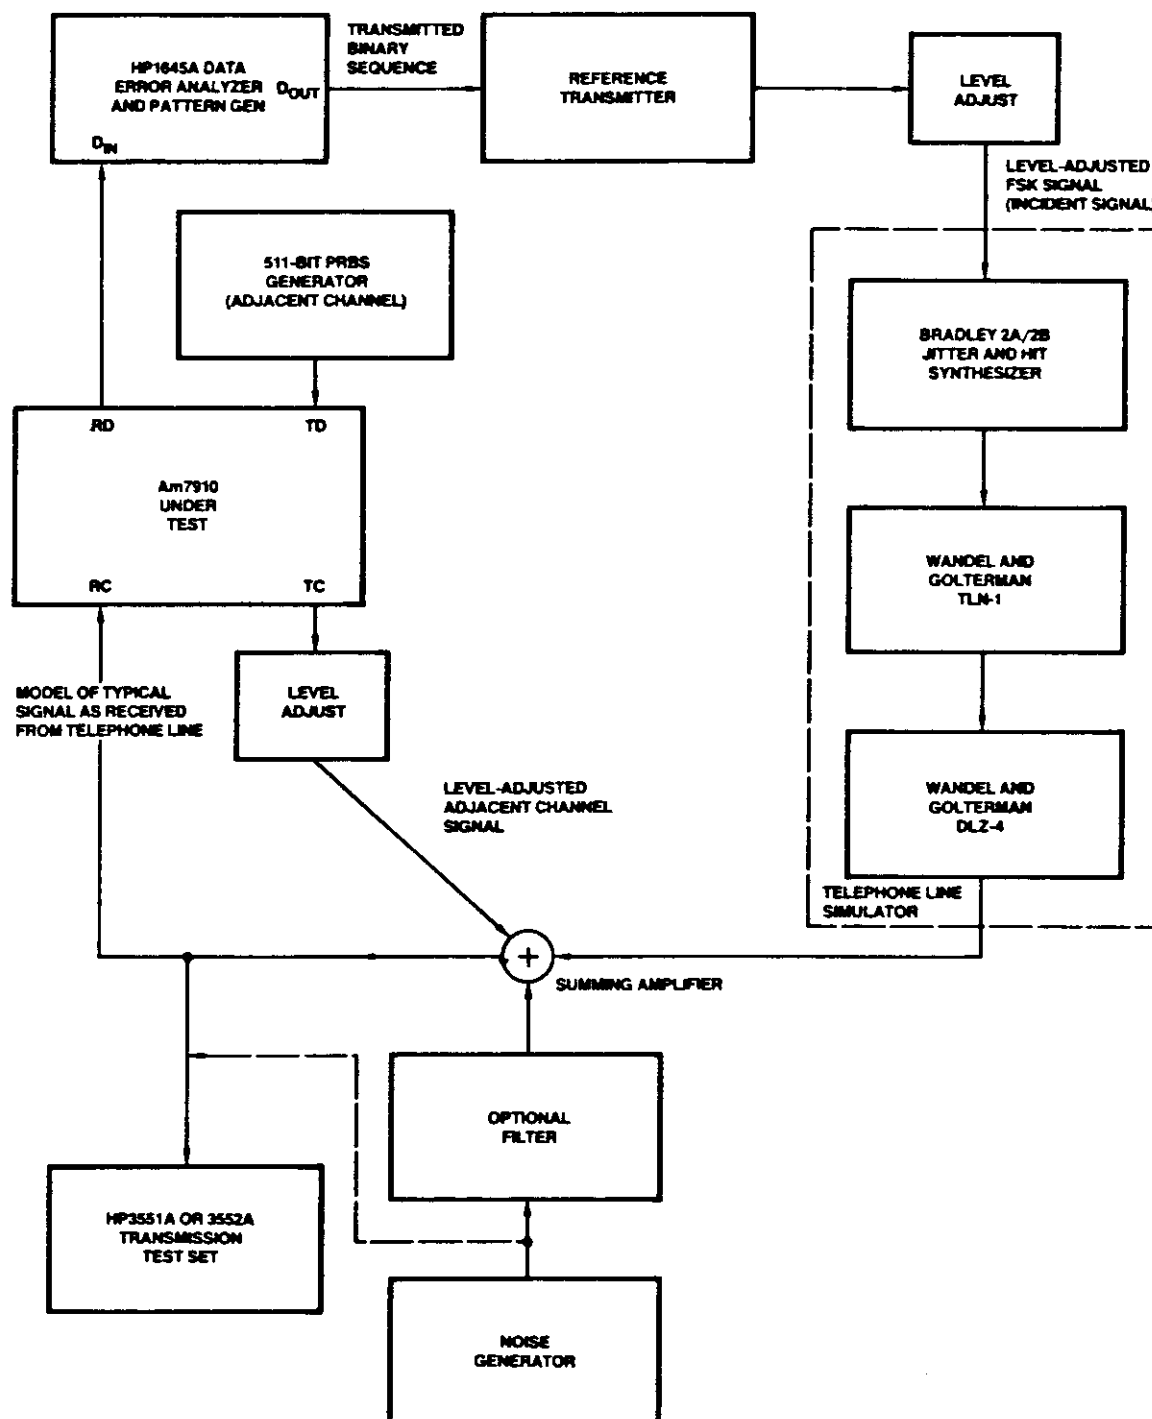 HP1645A DATA
ERROR ANALYZER
AND PATTERN GEN
DOUT
DIN
TRANSMITTED
BINARY
SEQUENCE
REFERENCE
TRANSMITTER
LEVEL
ADJUST
LEVEL-ADJUSTED
FSK SIGNAL
(INCIDENT SIGNAL)
511-BIT PRBS
GENERATOR
(ADJACENT CHANNEL)
BRADLEY 2A/2B
JITTER AND HIT
SYNTHESIZER
RD
TD
Am7910
UNDER
TEST
RC
TC
WANDEL AND
GOLTERMAN
TLN-1
MODEL OF TYPICAL
SIGNAL AS RECEIVED
FROM TELEPHONE LINE
LEVEL
ADJUST
LEVEL-ADJUSTED
ADJACENT CHANNEL
SIGNAL
WANDEL AND
GOLTERMAN
DLZ-4
TELEPHONE LINE
SIMULATOR
+
SUMMING AMPLIFIER
OPTIONAL
FILTER
HP3551A OR 3552A
TRANSMISSION
TEST SET
NOISE
GENERATOR